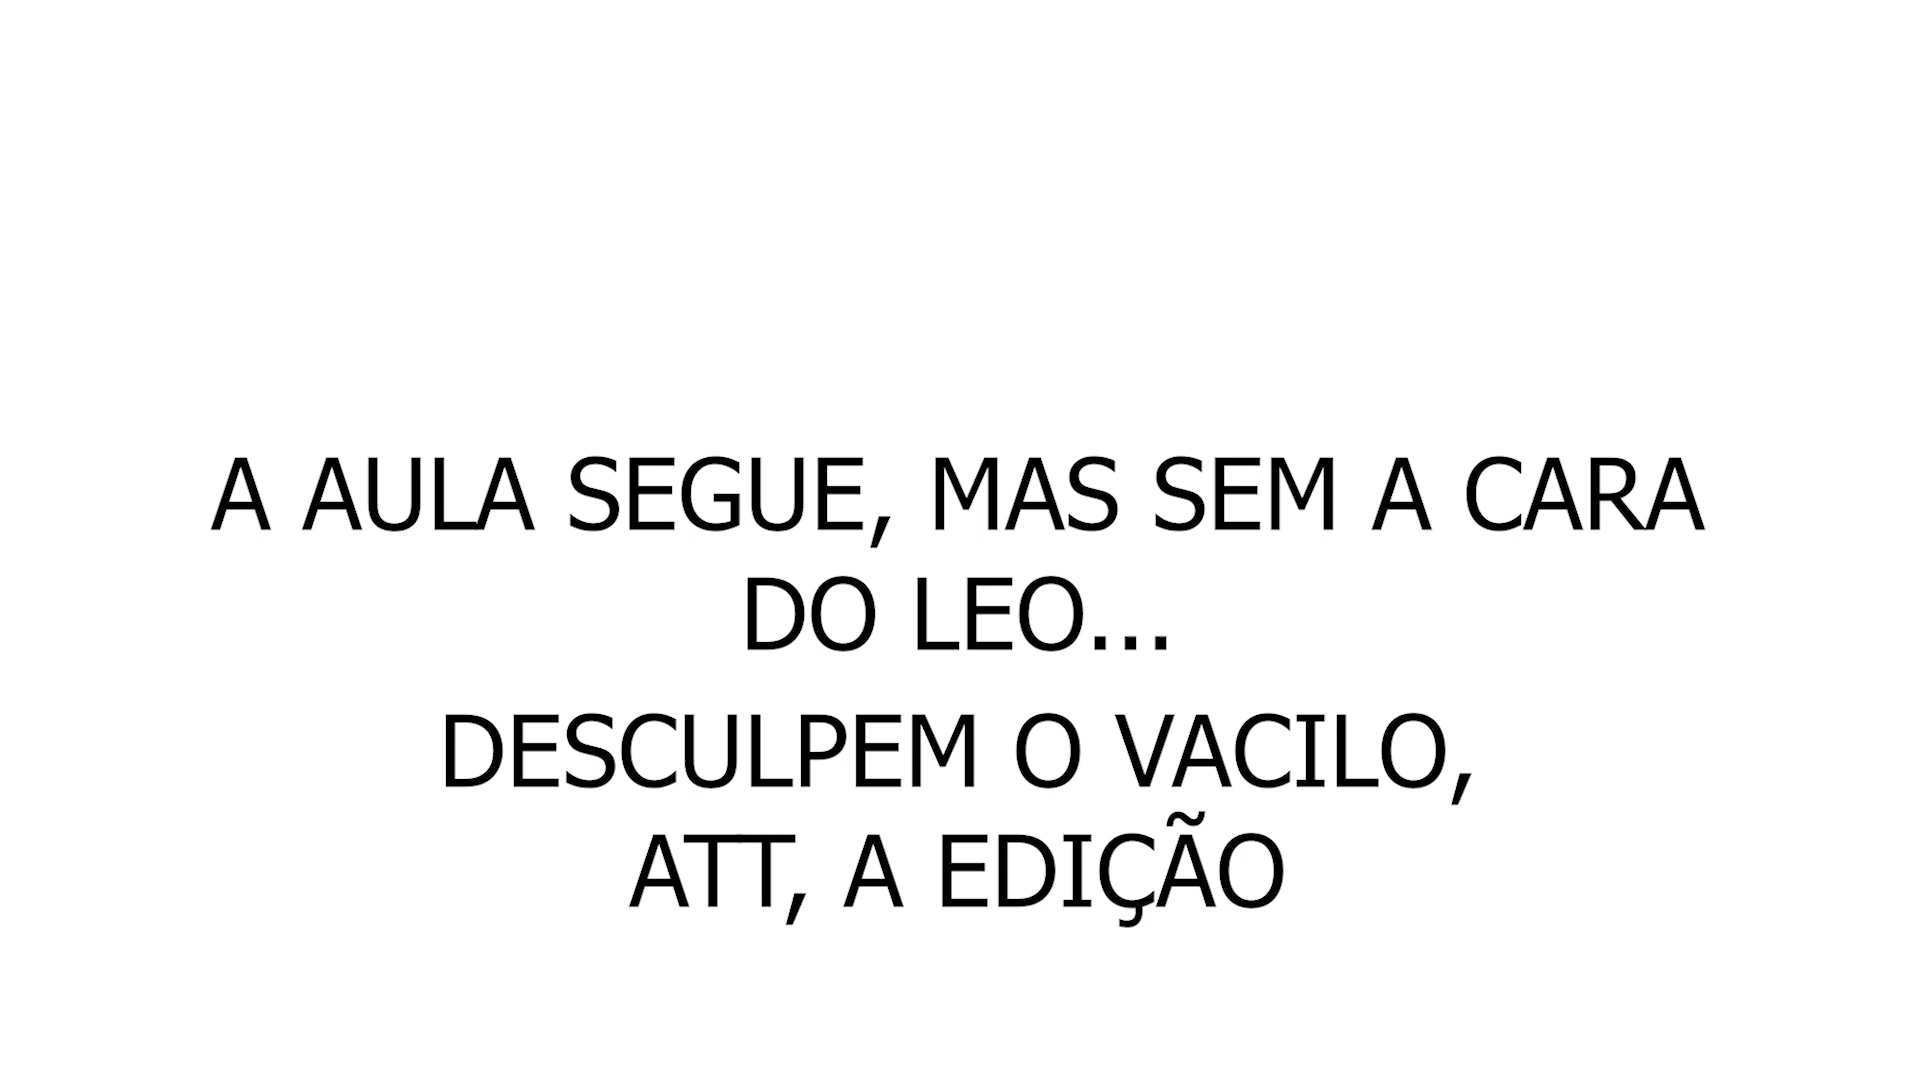 A AULA SEGUE, MAS SEM A CARA
DO LEO...
DESCULPEM O VACILO,
ATT, A EDIÇÃO